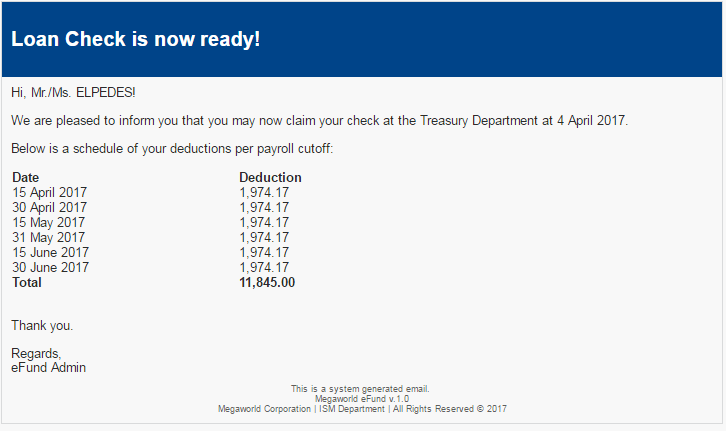 Loan Check is now ready!
Hi, Mr./Ms. ELPEDES!
We are pleased to inform you that you may now claim your check at the Treasury Department at 4 April 2017.
Below is a schedule of your deductions per payroll cutoff:
Date Deduction
15 April 2017 1,974.17
30 April 2017 1,974.17
15 May 2017 1,974.17
31 May 2017 1,974.17
15 June 2017 1,974.17
30 June 2017 1,974.17
Total 11,845.00
Thank you.
Regards,
eFund Admin
This is a system generated email.
Megaworld eFund v.1.0
Megaworld Corporation | ISM Department | All Rights Reserved © 2017